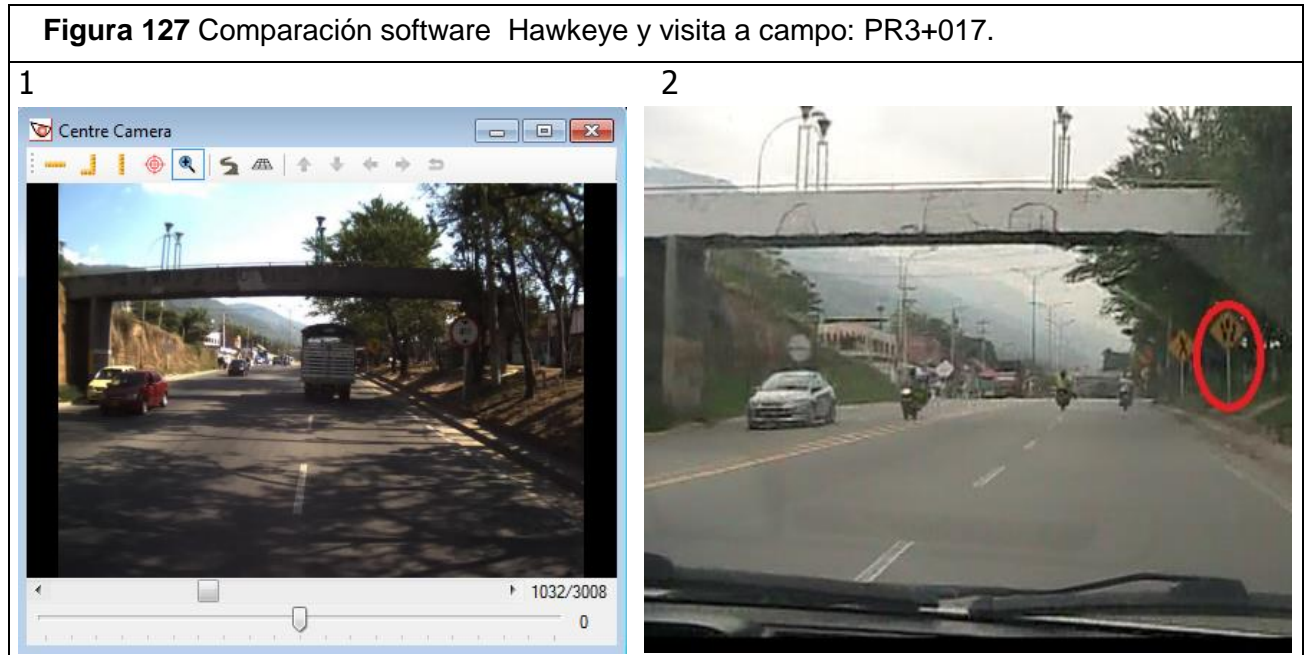 Figura 127 Comparación software Hawkeye y visita a campo: PR3+017.
1
2
Centre Camera
1032/3008
0